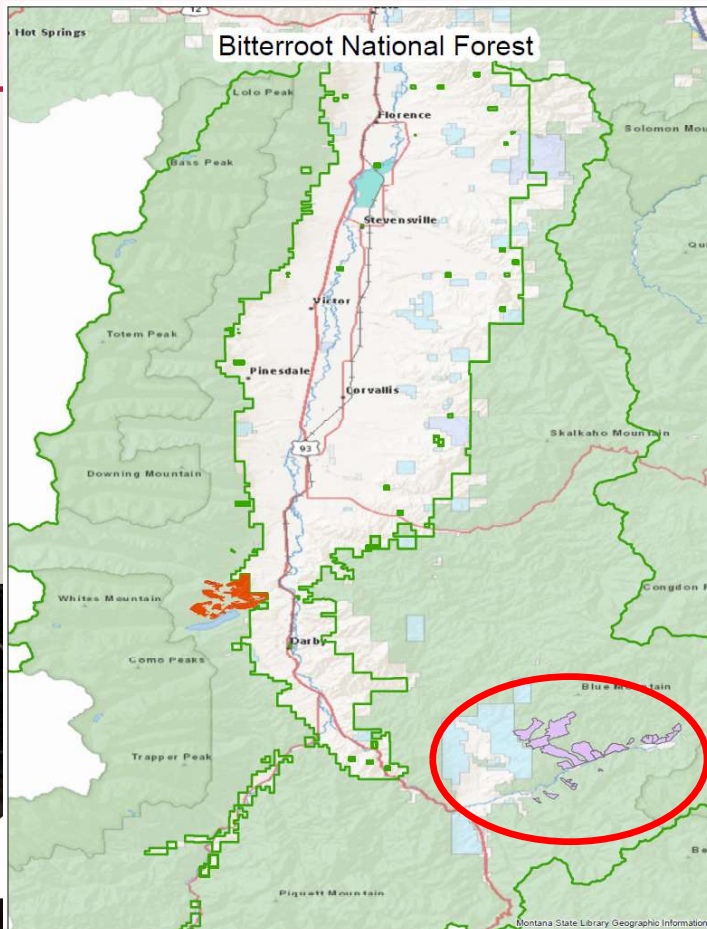 12
Hot Springs
Bitterroot National Forest
Lolo Peak
Florence
Solomon Mou
Bass Peak
Stevensville
Qui
Victor
Totem Peak
Pinesdale
Corvallis
Skalkaho Mountain
93
Downing Mountain
Whites Mountain
Congdon P
Como Peaks
Darby
Blue Mountain
Trapper Peak
Be
Piquett Mountain
Montana State Library Geographic Information